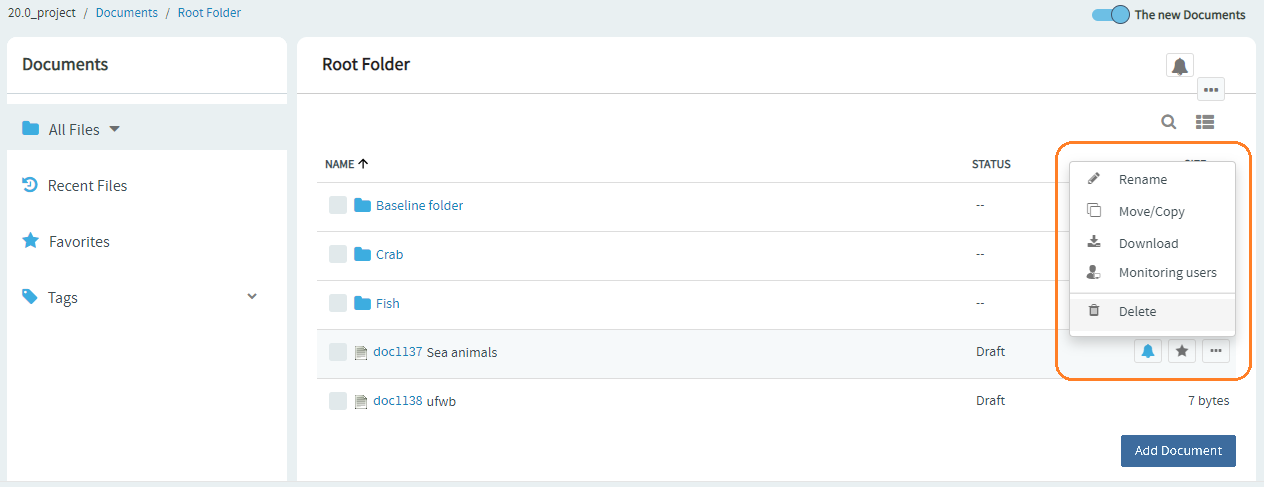 20.0_project / Documents / Root Folder
The new Documents
Documents
Root Folder
All Files
Recent Files
Favorites
Tags
NAME STATUS
Baseline folder --
Crab --
Fish --
doc1137 Sea animals Draft
doc1138 ufwb Draft 7 bytes
Rename
Move/Copy
Download
Monitoring users
Delete
Add Document